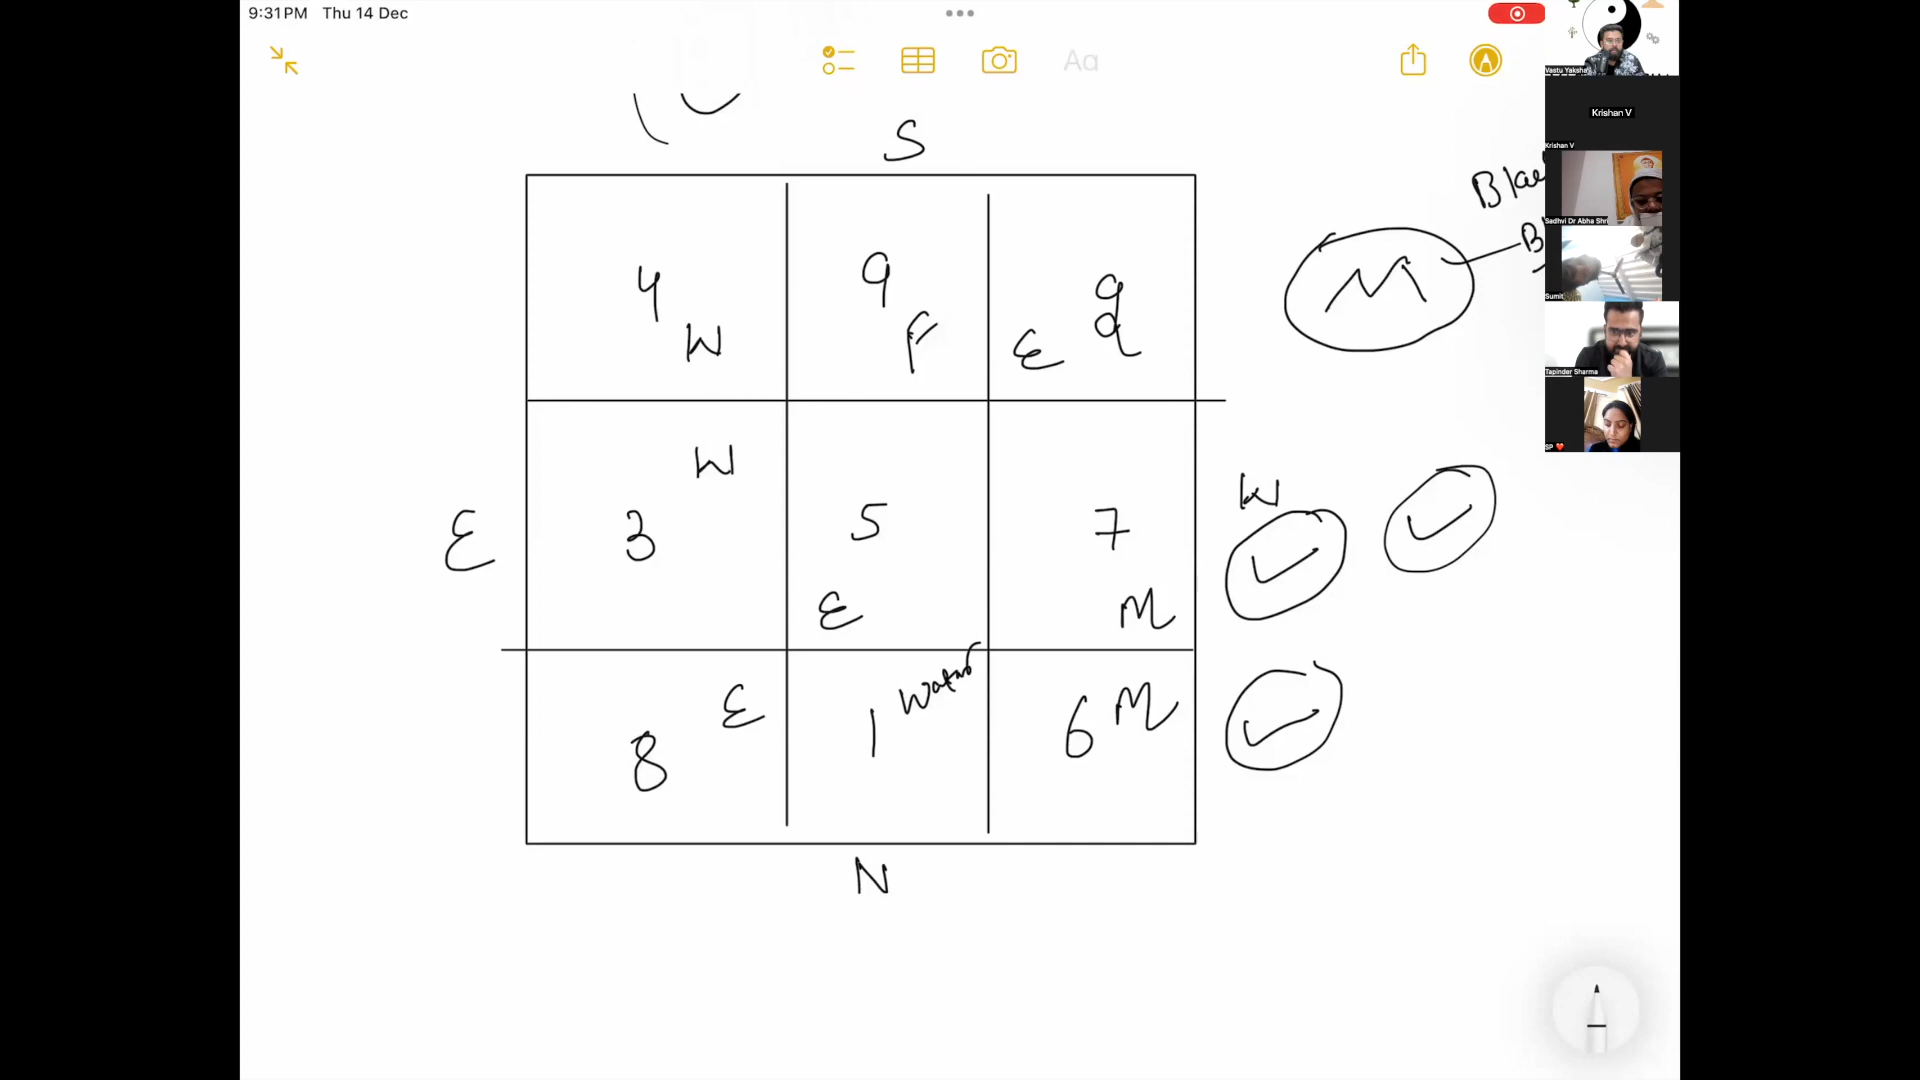 9:31 PM Thu 14 Dec
Aa
Vastu Yaksha
Krishan V
Krishan V
Sadhvi Dr Abha Shri
Sumit
Tapinder Sharma
SP ❤️
S
4 W
9 F
E
M
E
3 W
5 E
7 M
W
8 E
1 Water
6 M
N